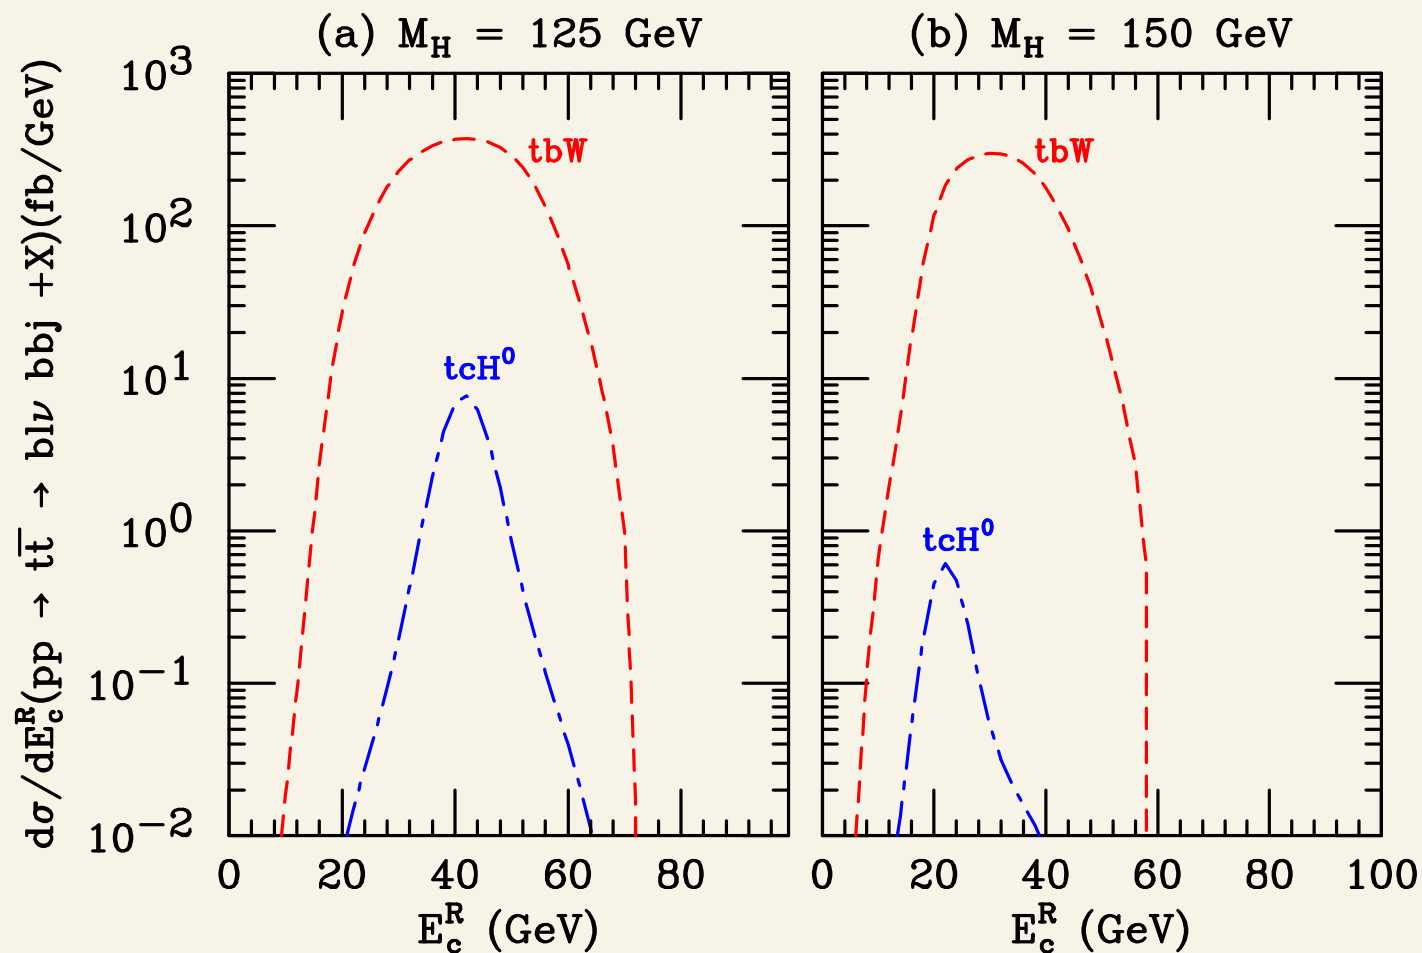 (a) M_H = 125 GeV
(b) M_H = 150 GeV
dσ/dE_c^R(pp → tt̅ → blν bbj +X)(fb/GeV)
10^3
10^2
10^1
10^0
10^−1
10^−2
tbW
tcH^0
tbW
tcH^0
0 20 40 60 80
0 20 40 60 80 100
E_c^R (GeV)
E_c^R (GeV)